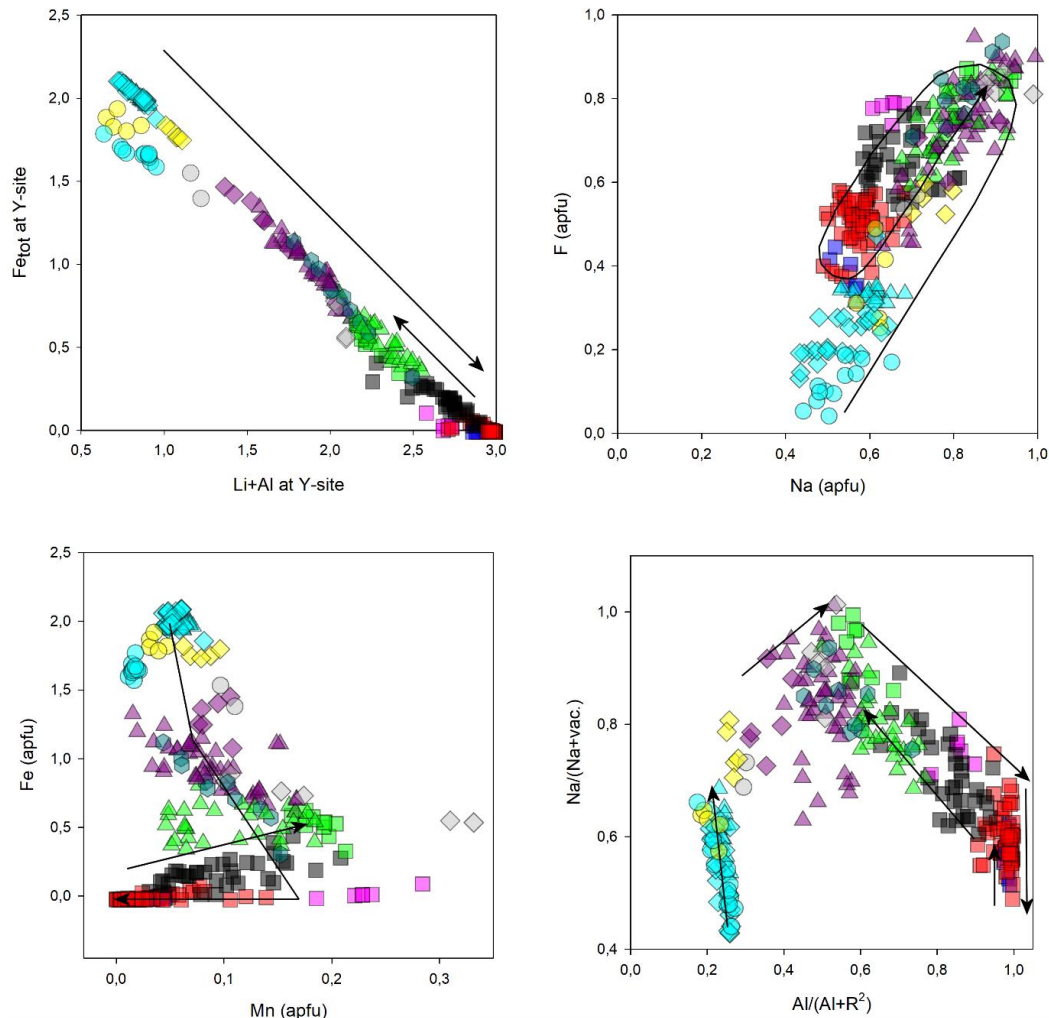 2,5
2,0
1,5
1,0
0,5
0,0
Fetot at Y-site
0,5 1,0 1,5 2,0 2,5 3,0
Li+Al at Y-site
1,0
0,8
0,6
0,4
0,2
0,0
F (apfu)
0,0 0,2 0,4 0,6 0,8 1,0
Na (apfu)
2,5
2,0
1,5
1,0
0,5
0,0
Fe (apfu)
0,0 0,1 0,2 0,3
Mn (apfu)
1,0
0,8
0,6
0,4
Na/(Na+vac.)
0,0 0,2 0,4 0,6 0,8 1,0
Al/(Al+R²)